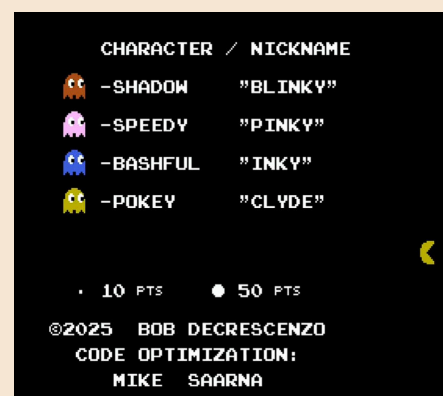 CHARACTER / NICKNAME
-SHADOW "BLINKY"
-SPEEDY "PINKY"
-BASHFUL "INKY"
-POKEY "CLYDE"
10 PTS 50 PTS
©2025 BOB DECRESCENZO
CODE OPTIMIZATION:
MIKE SAARNA